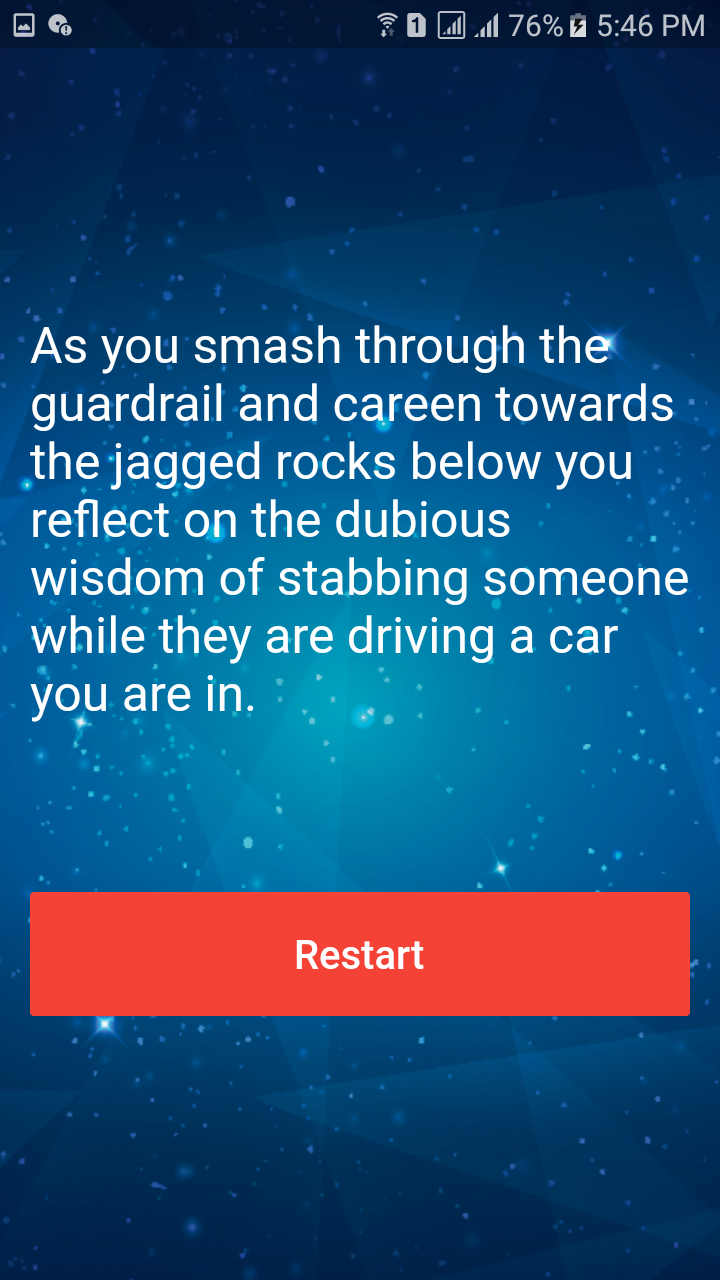 76% 5:46 PM
As you smash through the
guardrail and careen towards
the jagged rocks below you
reflect on the dubious
wisdom of stabbing someone
while they are driving a car
you are in.
Restart